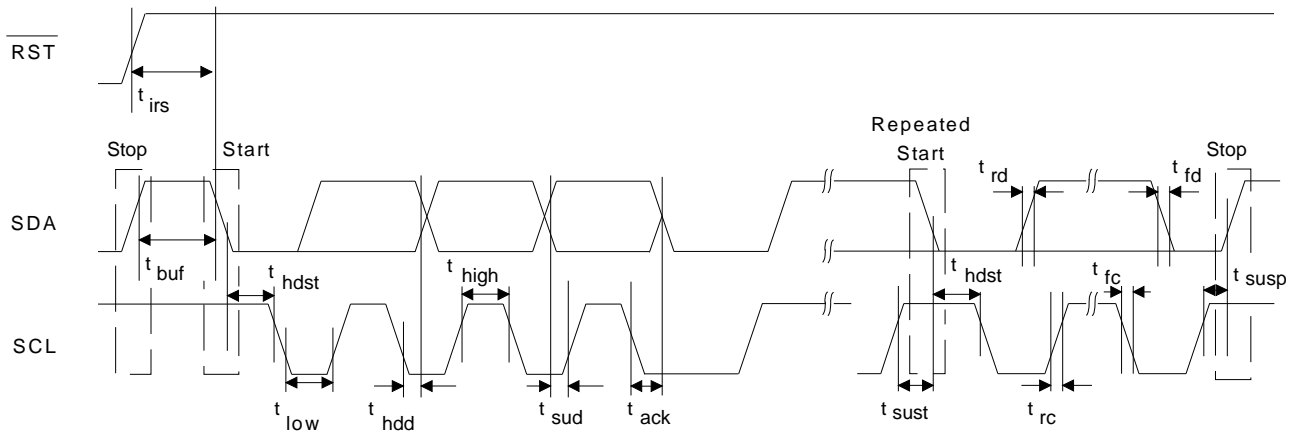 RST
t irs
Repeated
Stop
Start
Start
Stop
t rd
t fd
SDA
t buf
t hdst
t high
t hdst
t fc
t susp
SCL
t low
t hdd
t sud
t ack
t sust
t rc